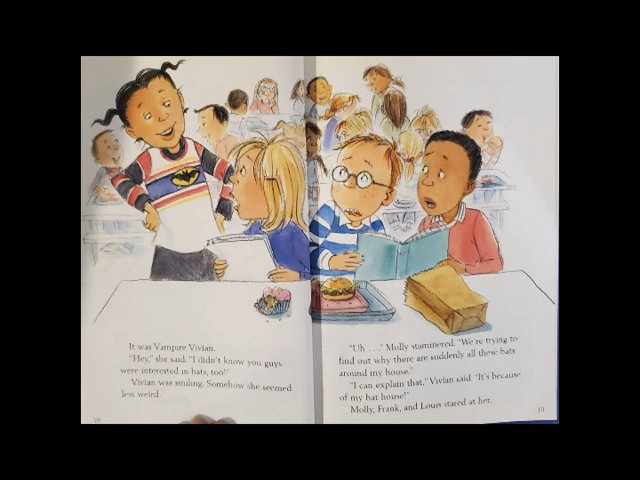 It was Vampire Vivian.
"Hey," she said. "I didn't know you guys
were interested in bats, too!"
Vivian was smiling. Somehow she seemed
less weird.
18
"Uh . . ." Molly stammered. "We're trying to
find out why there are suddenly all these bats
around my house."
"I can explain that," Vivian said. "It's because
of my bat house!"
Molly, Frank, and Louis stared at her.
19